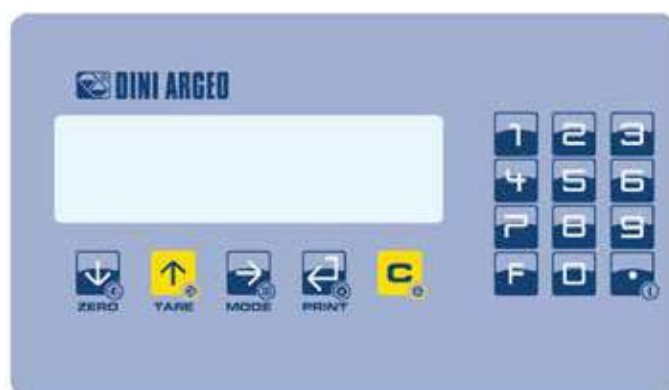 DINI ARGEO
1 2 3
4 5 6
7 8 9
F 0 .
C
ZERO TARE MODE PRINT